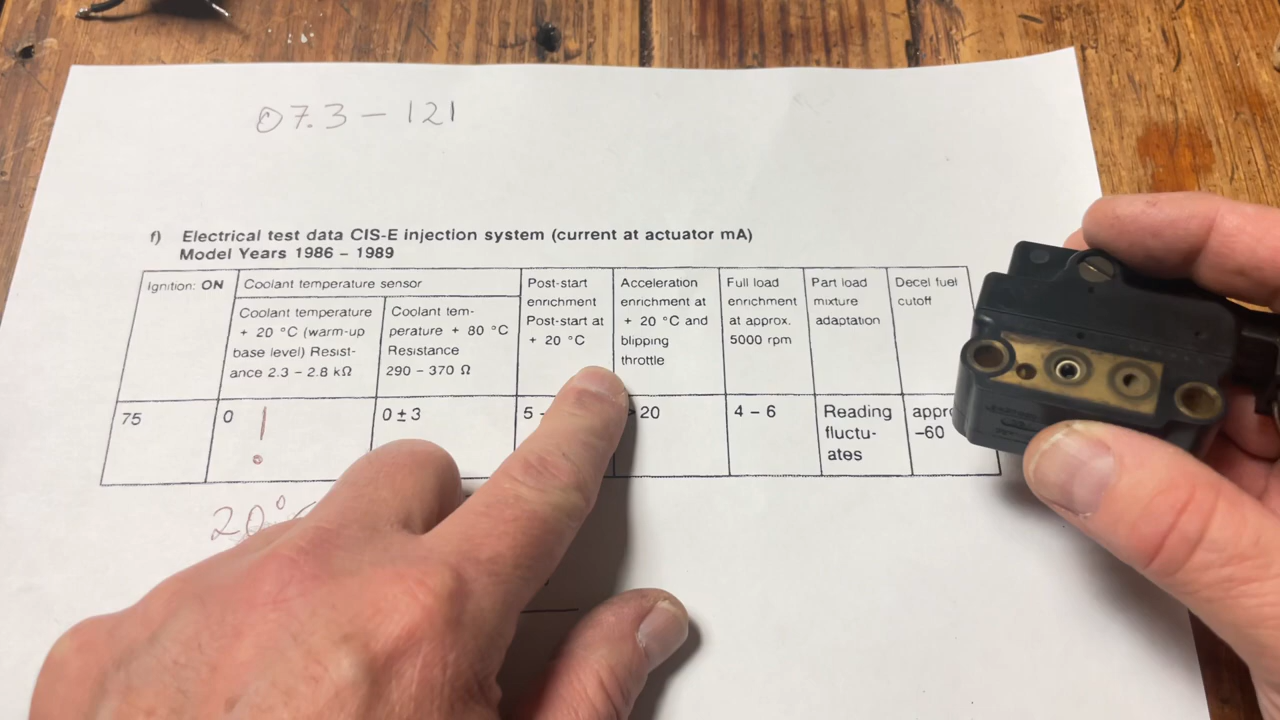 07.3 – 121
f) Electrical test data CIS-E injection system (current at actuator mA)
Model Years 1986 – 1989
Ignition: ON
Coolant temperature sensor
Coolant temperature
+ 20 °C (warm-up
base level) Resist-
ance 2.3 – 2.8 kΩ
Coolant tem-
perature + 80 °C
Resistance
290 – 370 Ω
Post-start
enrichment
Post-start at
+ 20 °C
Acceleration
enrichment at
+ 20 °C and
blipping
throttle
Full load
enrichment
at approx.
5000 rpm
Part load
mixture
adaptation
Decel fuel
cutoff
75
0 !
0 ± 3
5 -
20
4 – 6
Reading
fluctu-
ates
appro
–60
20°